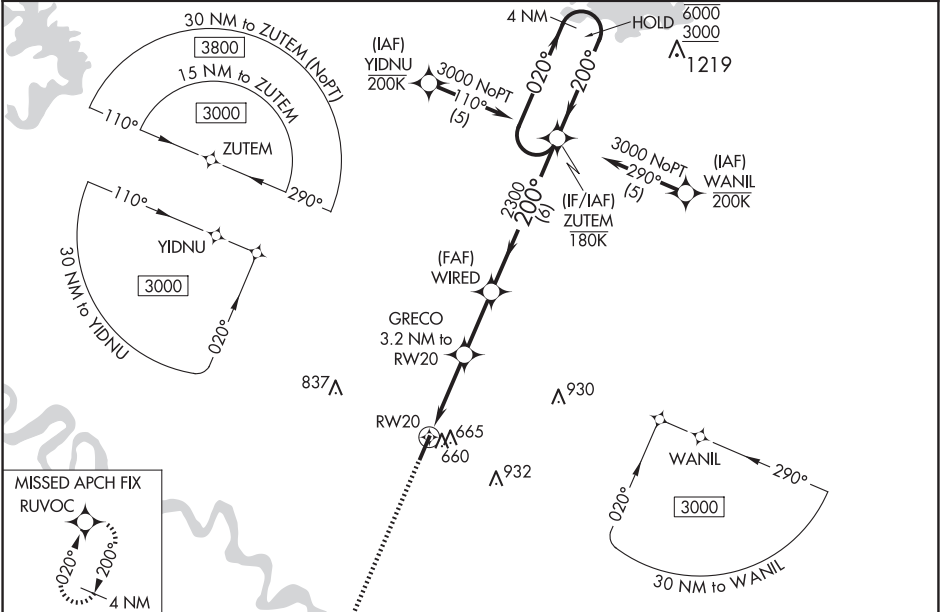 30 NM to ZUTEM (NoPT)
3800
15 NM to ZUTEM
3000
110°
ZUTEM
290°
110°
YIDNU
3000
020°
30 NM to YIDNU
(IAF)
YIDNU
200K
3000 NoPT
110°
(5)
4 NM
HOLD
6000
3000
1219
020°
200°
3000 NoPT
290°
(5)
(IAF)
WANIL
200K
2300
200°
(6)
(IF/IAF)
ZUTEM
180K
(FAF)
WIRED
GRECO
3.2 NM to
RW20
837
930
RW20
665
660
932
WANIL
290°
020°
3000
30 NM to WANIL
MISSED APCH FIX
RUVOC
020°
200°
4 NM